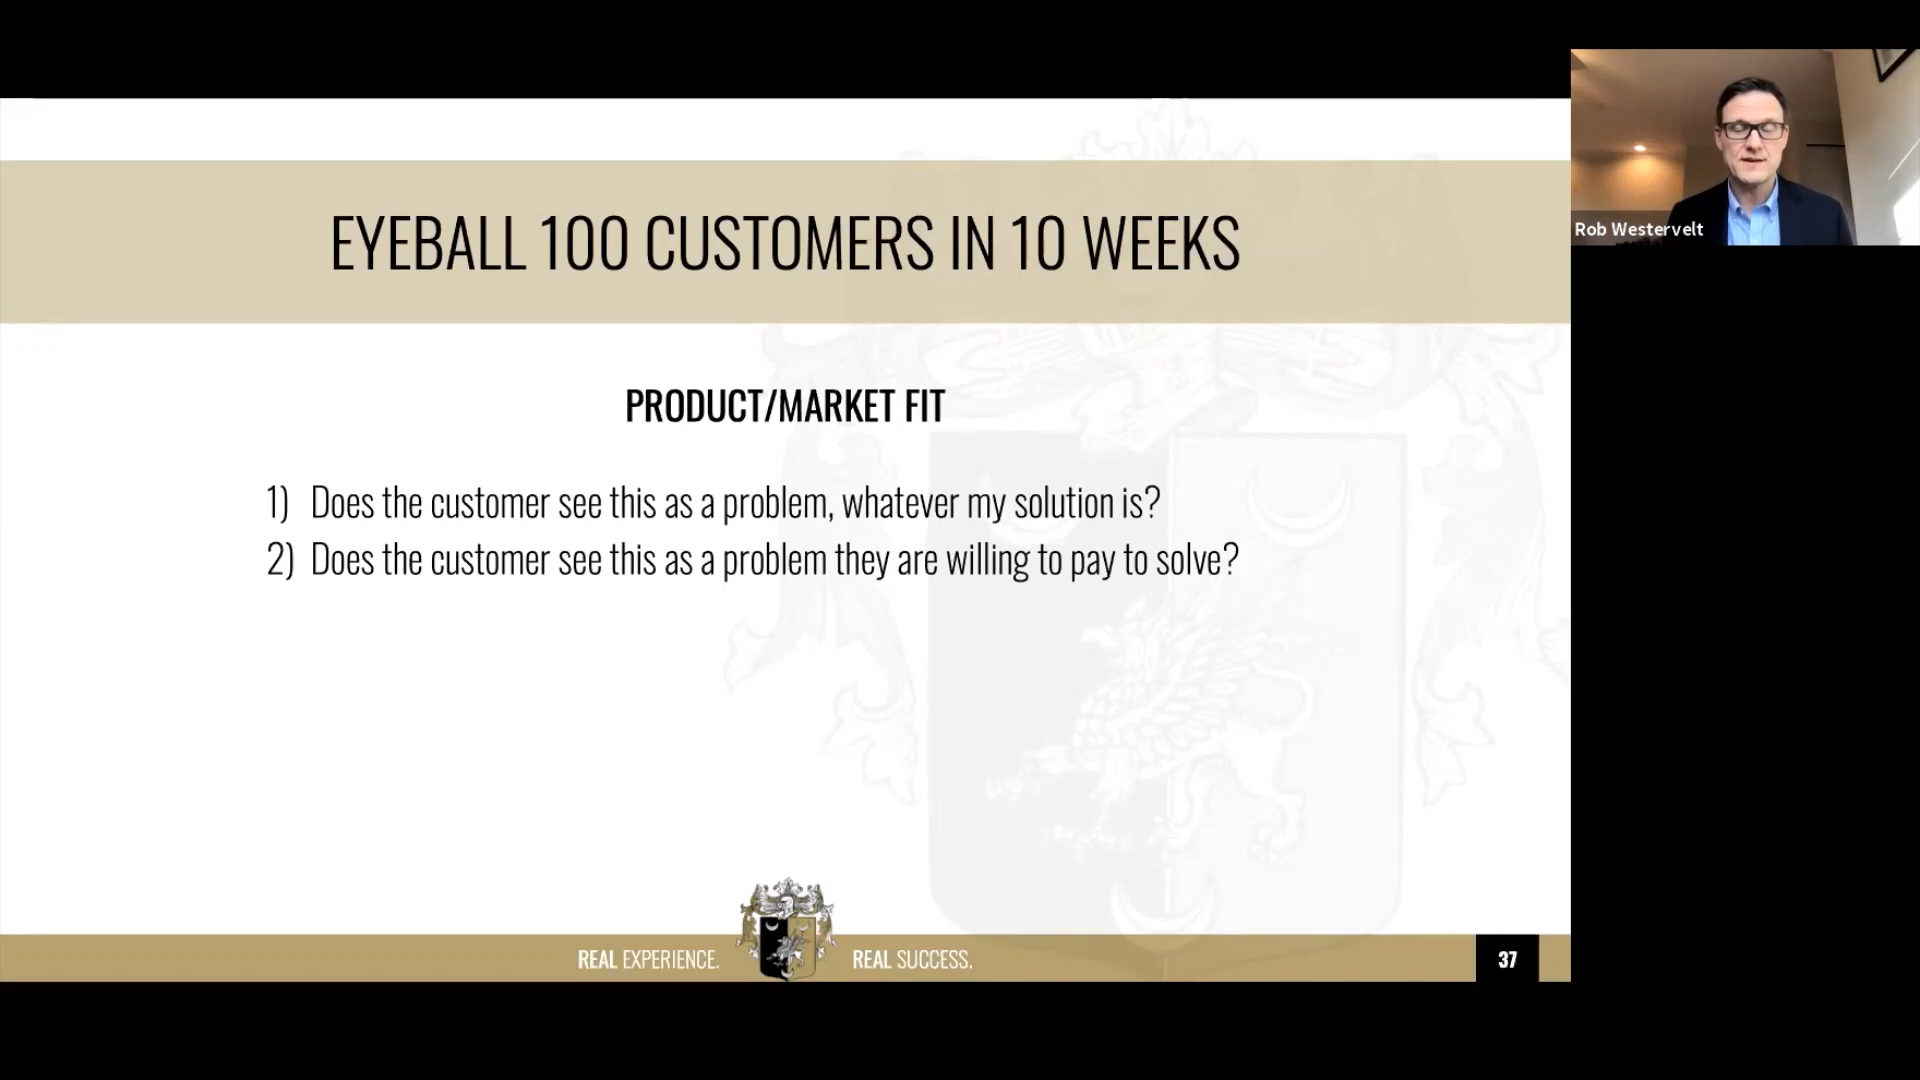 EYEBALL 100 CUSTOMERS IN 10 WEEKS
Rob Westervelt
PRODUCT/MARKET FIT
1) Does the customer see this as a problem, whatever my solution is?
2) Does the customer see this as a problem they are willing to pay to solve?
REAL EXPERIENCE. REAL SUCCESS.
37